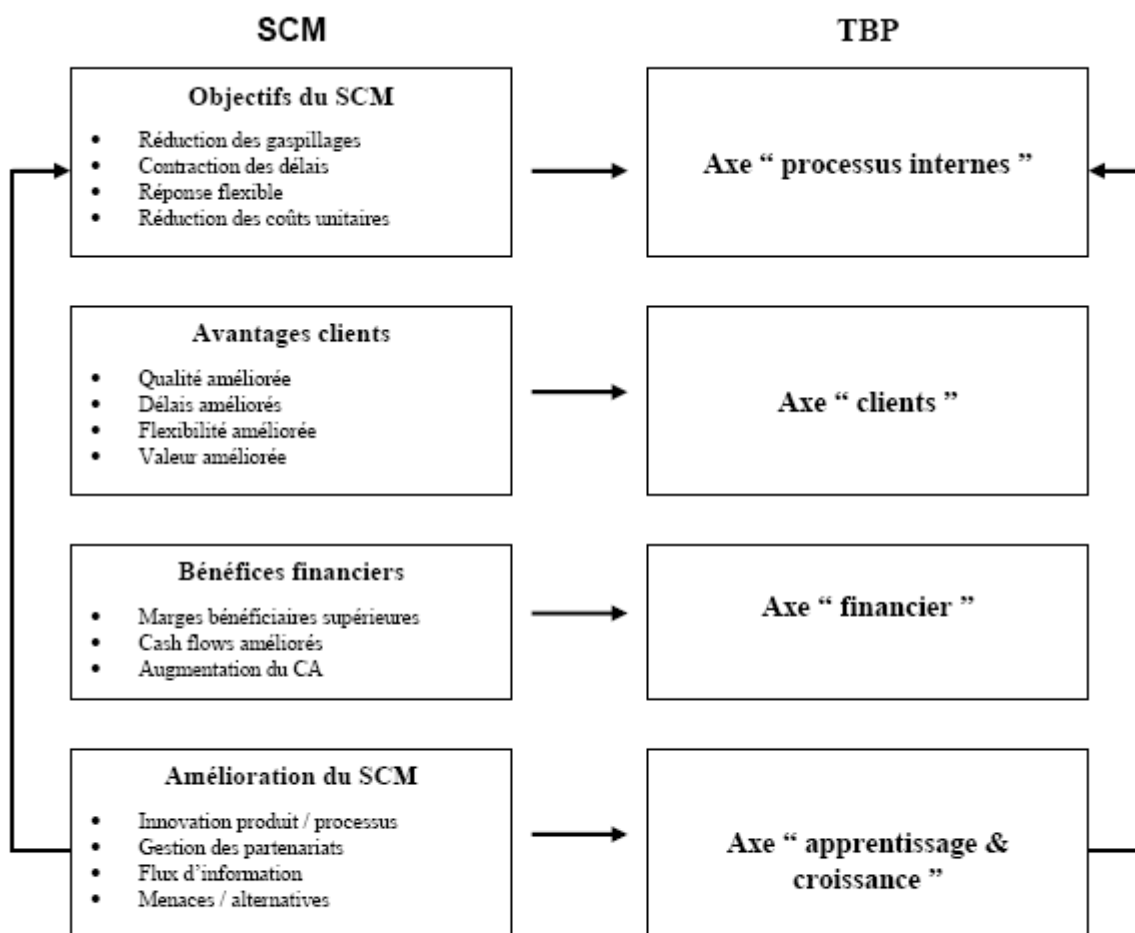 SCM
TBP
Objectifs du SCM
• Réduction des gaspillages
• Contraction des délais
• Réponse flexible
• Réduction des coûts unitaires
Axe “ processus internes ”
Avantages clients
• Qualité améliorée
• Délais améliorés
• Flexibilité améliorée
• Valeur améliorée
Axe “ clients ”
Bénéfices financiers
• Marges bénéficiaires supérieures
• Cash flows améliorés
• Augmentation du CA
Axe “ financier ”
Amélioration du SCM
• Innovation produit / processus
• Gestion des partenariats
• Flux d’information
• Menaces / alternatives
Axe “ apprentissage &
croissance ”